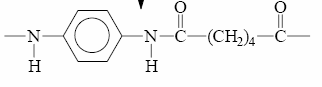 O O
—N N—C—(CH₂)₄—C—
H H